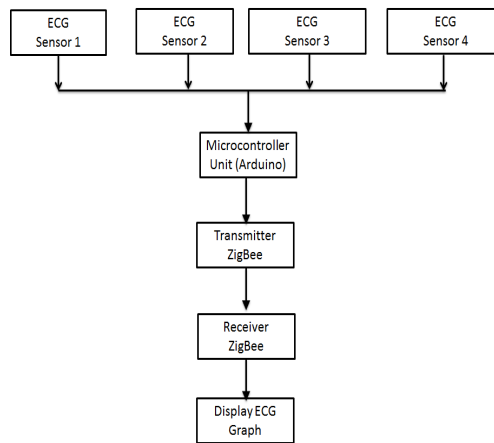 ECG
Sensor 1
ECG
Sensor 2
ECG
Sensor 3
ECG
Sensor 4
Microcontroller
Unit (Arduino)
Transmitter
ZigBee
Receiver
ZigBee
Display ECG
Graph